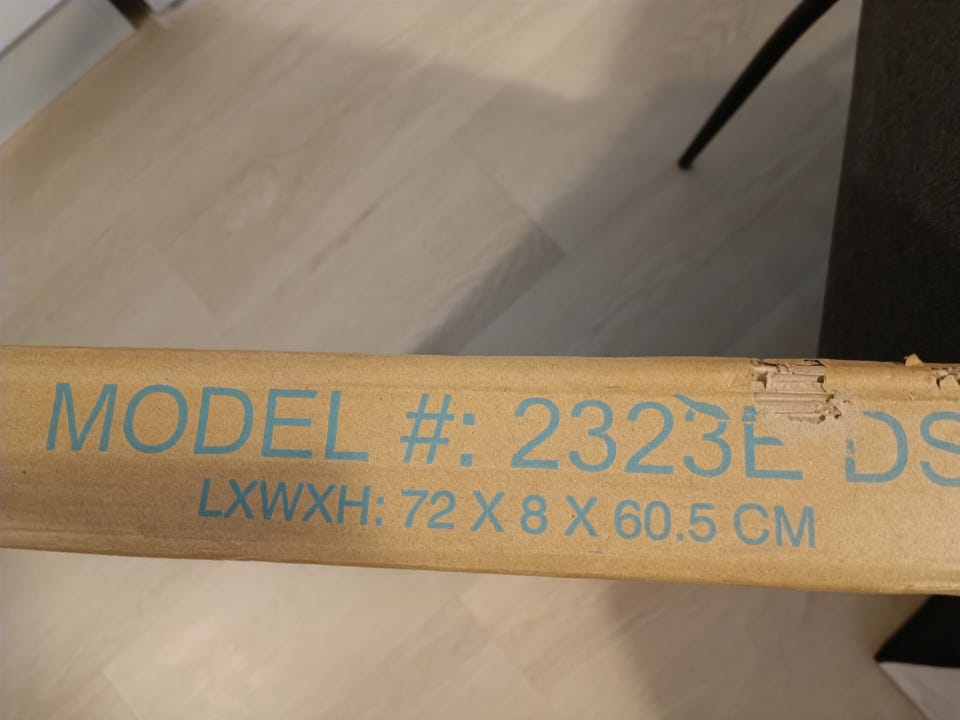 MODEL #: 2323E DS
LXWXH: 72 X 8 X 60.5 CM